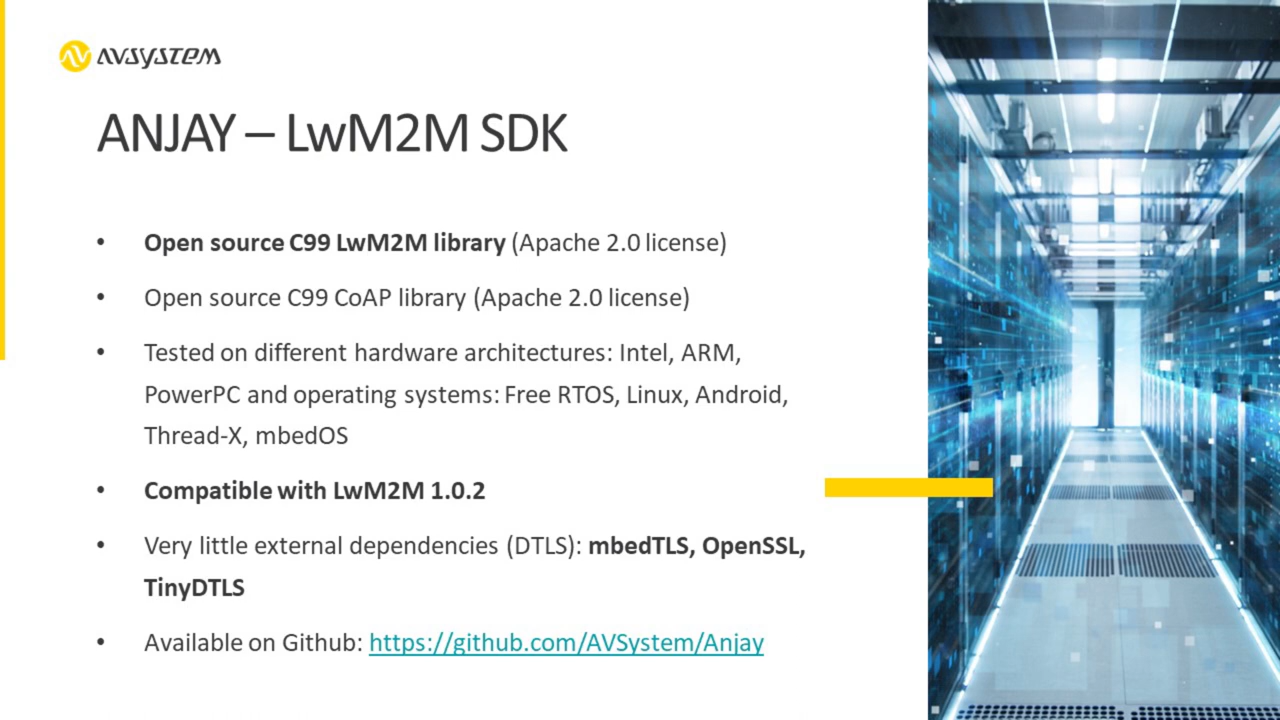 AVSYSTEM
ANJAY – LwM2M SDK
• Open source C99 LwM2M library (Apache 2.0 license)
• Open source C99 CoAP library (Apache 2.0 license)
• Tested on different hardware architectures: Intel, ARM,
PowerPC and operating systems: Free RTOS, Linux, Android,
Thread-X, mbedOS
• Compatible with LwM2M 1.0.2
• Very little external dependencies (DTLS): mbedTLS, OpenSSL,
TinyDTLS
• Available on Github: https://github.com/AVSystem/Anjay